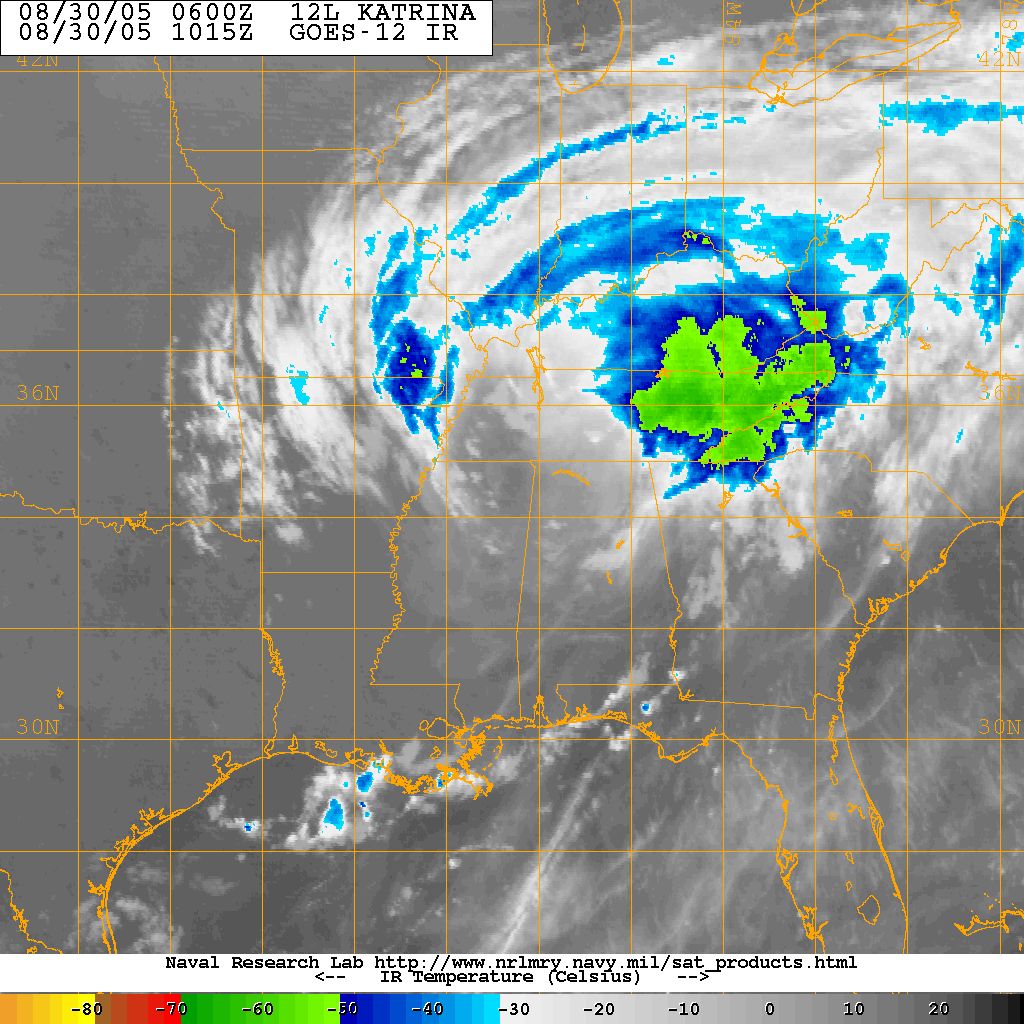 08/30/05 0600Z 12L KATRINA
08/30/05 1015Z GOES-12 IR
42N 42N
36N 36N
30N 30N
Naval Research Lab http://www.nrlmry.navy.mil/sat_products.html
<-- IR Temperature (Celsius) -->
-80 -70 -60 -50 -40 -30 -20 -10 0 10 20